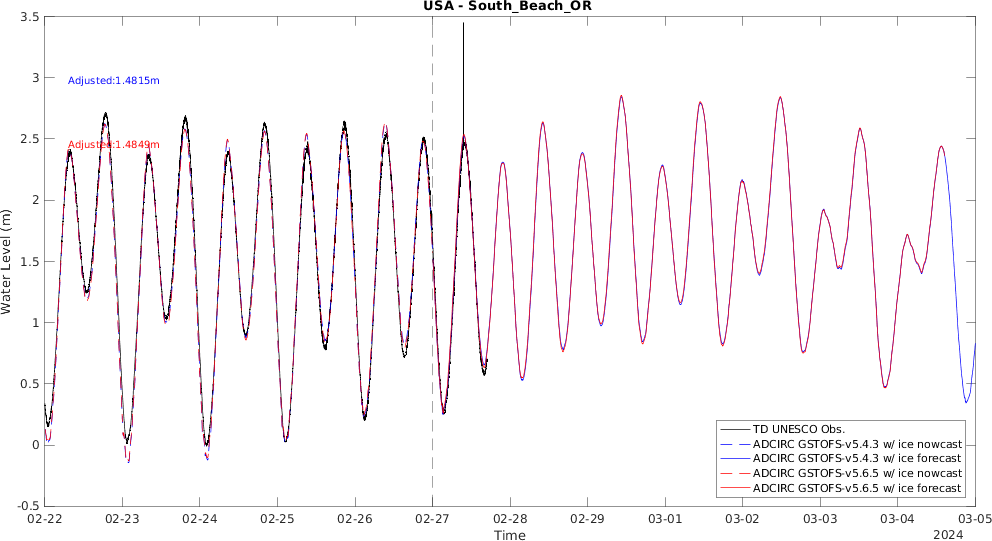 USA - South_Beach_OR
3.5
3
2.5
2
1.5
1
0.5
0
-0.5
Water Level (m)
Adjusted:1.4815m
Adjusted:1.4849m
TD UNESCO Obs.
ADCIRC GSTOFS-v5.4.3 w/ ice nowcast
ADCIRC GSTOFS-v5.4.3 w/ ice forecast
ADCIRC GSTOFS-v5.6.5 w/ ice nowcast
ADCIRC GSTOFS-v5.6.5 w/ ice forecast
02-22 02-23 02-24 02-25 02-26 02-27 02-28 02-29 03-01 03-02 03-03 03-04 03-05
Time
2024